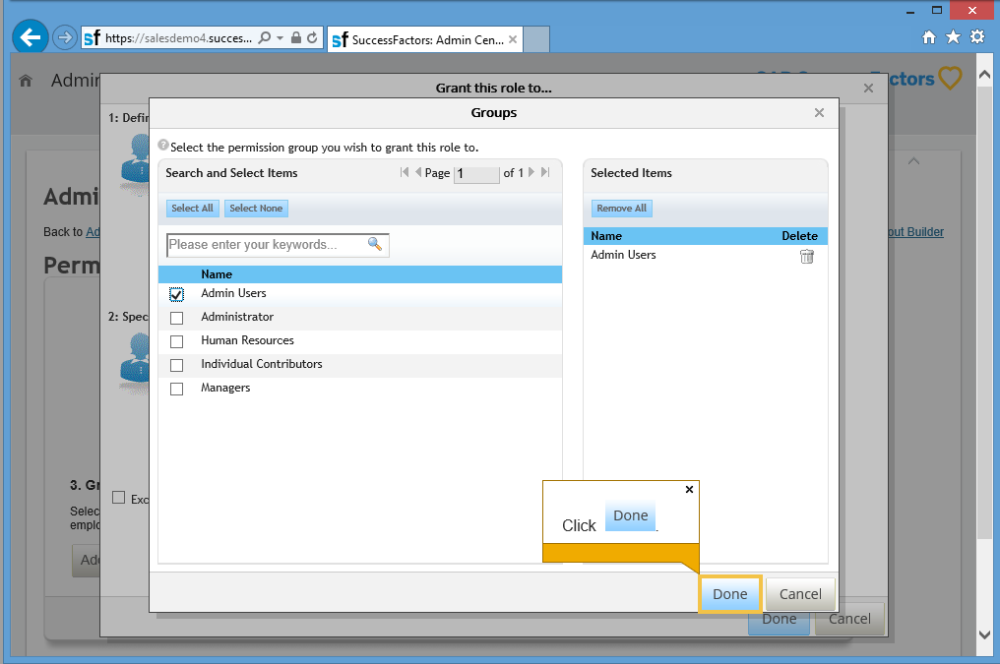 https://salesdemo4.succes...
SuccessFactors: Admin Cen...
Admin
Factors
Grant this role to...
Groups
1: Defin
Select the permission group you wish to grant this role to.
Search and Select Items
Page 1 of 1
Selected Items
Select All
Select None
Remove All
Please enter your keywords...
Name
Name Delete
Admin Users
Admin Users
Administrator
Human Resources
Individual Contributors
Managers
Admi
Back to Ad
out Builder
Perm
2: Spec
3. Gr
Exc
Selec
emplo
Click Done.
Done
Cancel
Done
Cancel